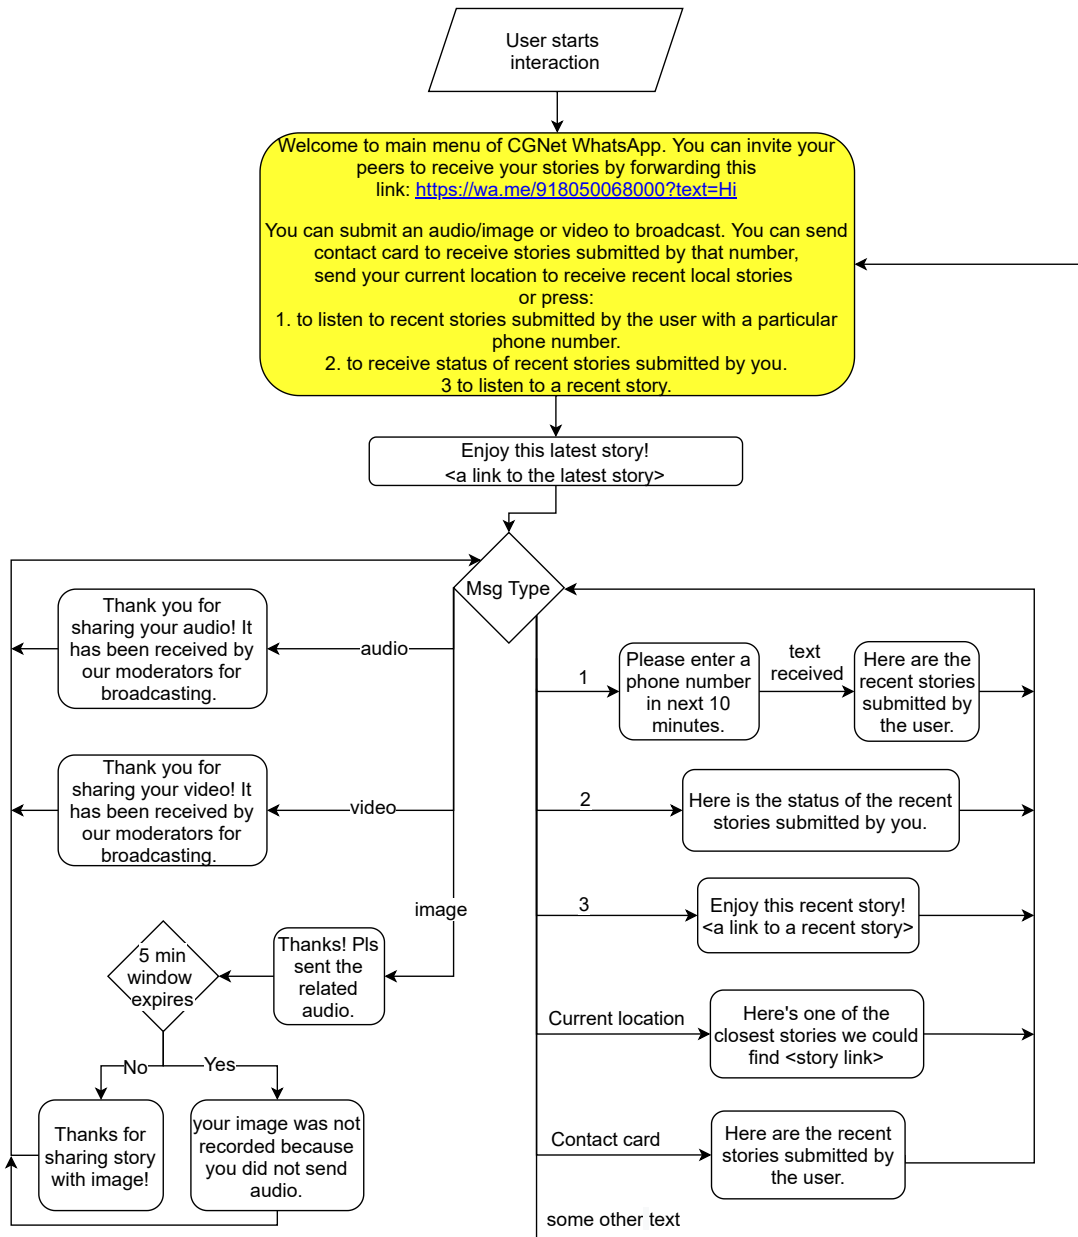 User starts
interaction
Welcome to main menu of CGNet WhatsApp. You can invite your
peers to receive your stories by forwarding this
link: https://wa.me/918050068000?text=Hi
You can submit an audio/image or video to broadcast. You can send
contact card to receive stories submitted by that number,
send your current location to receive recent local stories
or press:
1. to listen to recent stories submitted by the user with a particular
phone number.
2. to receive status of recent stories submitted by you.
3 to listen to a recent story.
Enjoy this latest story!
<a link to the latest story>
Msg Type
audio
Thank you for
sharing your audio! It
has been received by
our moderators for
broadcasting.
video
Thank you for
sharing your video! It
has been received by
our moderators for
broadcasting.
image
Thanks! Pls
sent the
related
audio.
5 min
window
expires
No
Yes
Thanks for
sharing story
with image!
your image was not
recorded because
you did not send
audio.
1
Please enter a
phone number
in next 10
minutes.
text
received
Here are the
recent stories
submitted by
the user.
2
Here is the status of the recent
stories submitted by you.
3
Enjoy this recent story!
<a link to a recent story>
Current location
Here's one of the
closest stories we could
find <story link>
Contact card
Here are the recent
stories submitted by
the user.
some other text